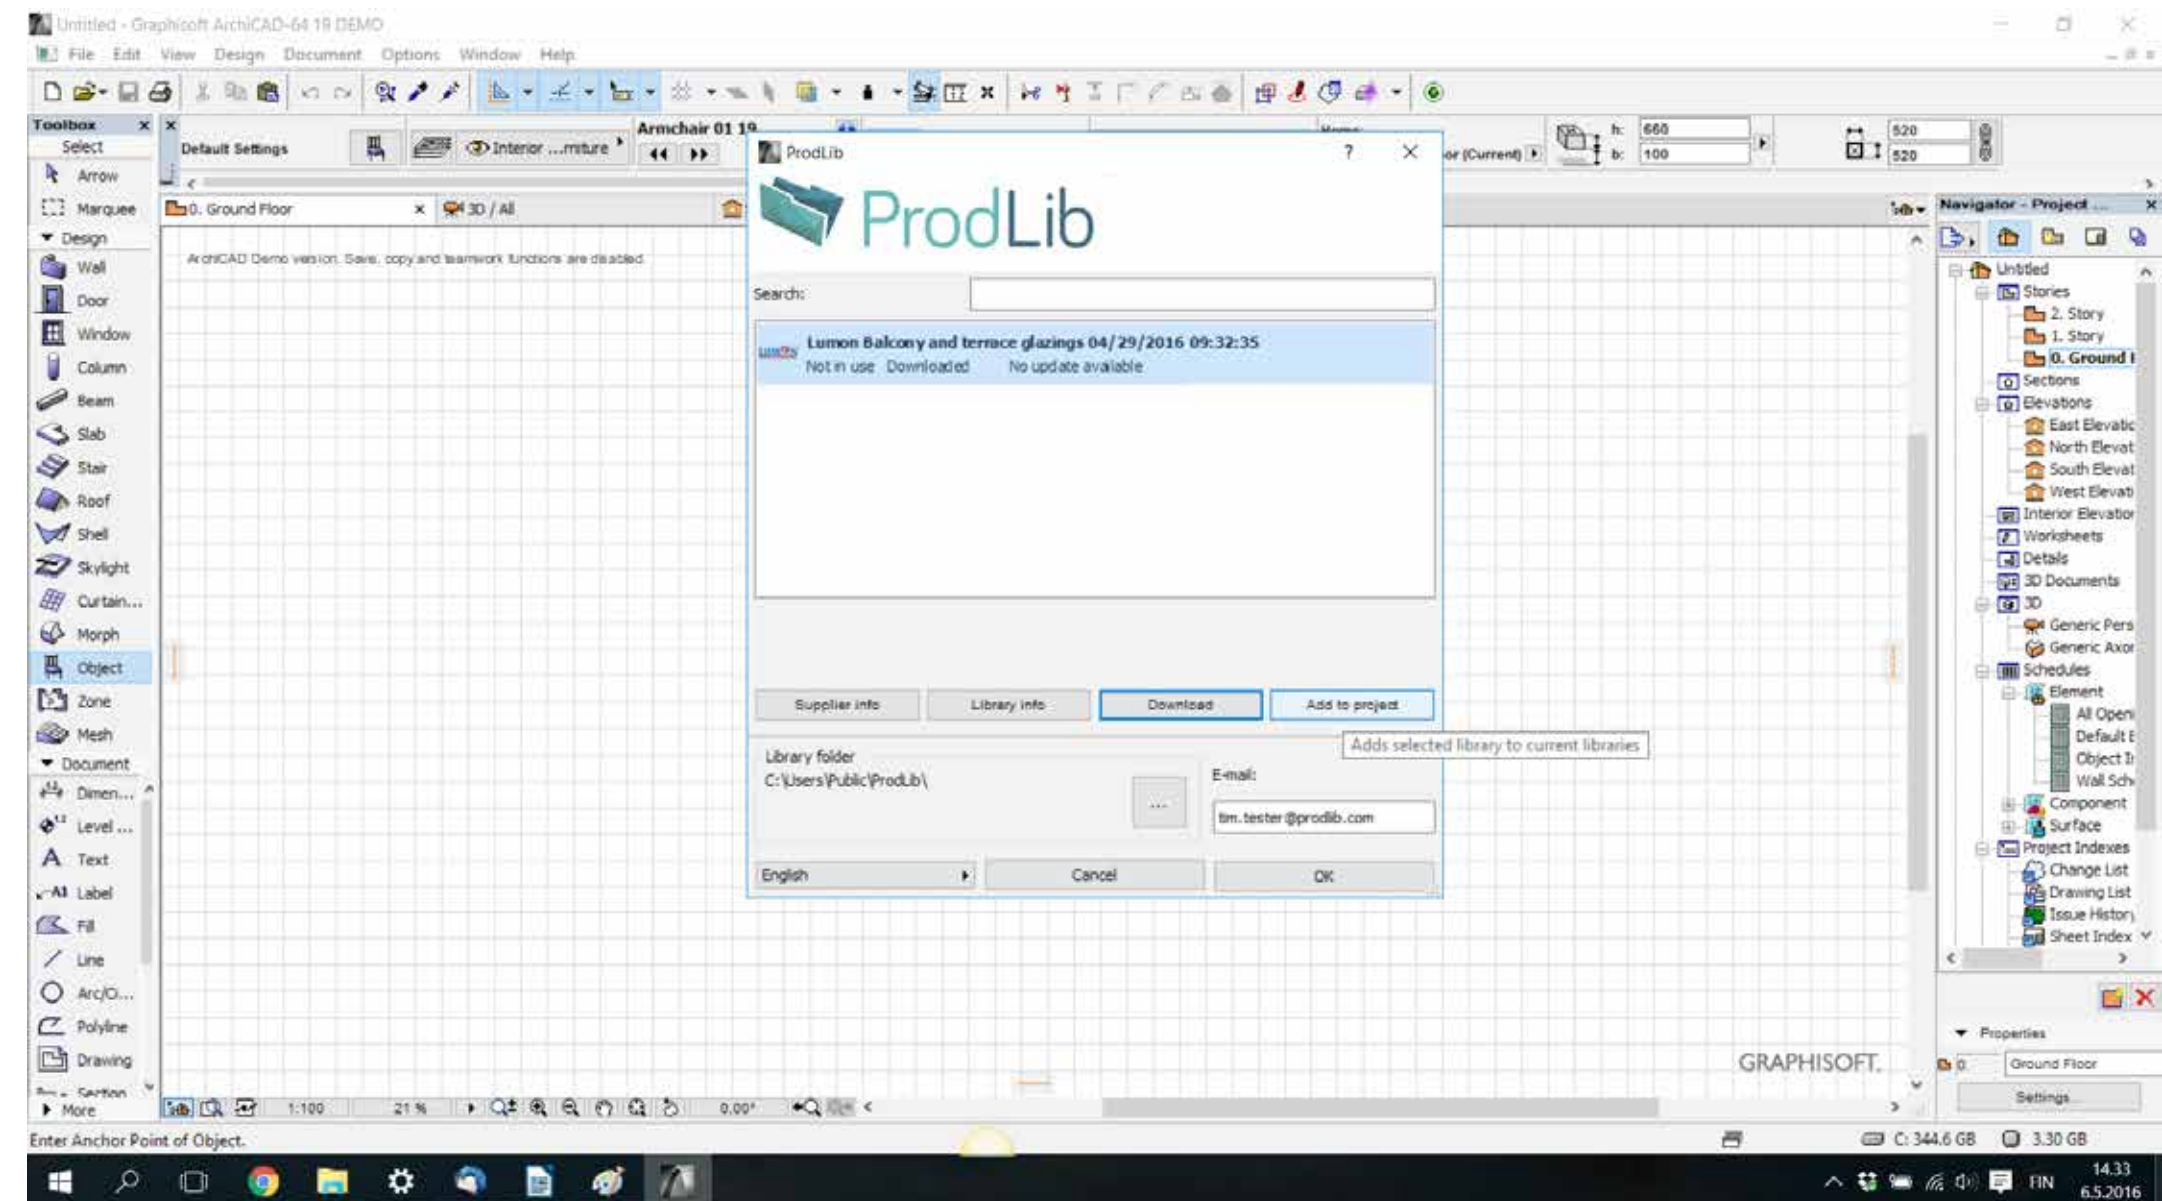 Untitled - Graphisoft ArchiCAD-64 19 DEMO
File Edit View Design Document Options Window Help
Toolbox
Select
Default Settings
Interior ...rniture
Armchair 01 19
Home:
or (Current)
h: 660
b: 100
520
520
Arrow
Marquee
Design
Wall
Door
Window
Column
Beam
Slab
Stair
Roof
Shell
Skylight
Curtain...
Morph
Object
Zone
Mesh
Document
Dimen...
Level ...
Text
A1 Label
Fill
Line
Arc/Ci...
Polyline
Drawing
Section
More
0. Ground Floor
3D / All
ArchiCAD Demo version. Save, copy and teamwork functions are disabled.
ProdLib
?
ProdLib
Search:
LUMON
Lumon Balcony and terrace glazings 04/29/2016 09:32:35
Not in use Downloaded No update available
Supplier info Library info Download Add to project
Adds selected library to current libraries
Library folder
C:\Users\Public\ProdLib\
...
E-mail:
tim.tester@prodlib.com
English Cancel OK
Navigator - Project ...
Untitled
Stories
2. Story
1. Story
0. Ground F
Sections
Elevations
East Elevatio
North Elevat
South Elevat
West Elevati
Interior Elevation
Worksheets
Details
3D Documents
3D
Generic Pers
Generic Axon
Schedules
Element
All Openi
Default E
Object In
Wall Sch
Component
Surface
Project Indexes
Change List
Drawing List
Issue History
Sheet Index
Properties
0. Ground Floor
Settings...
GRAPHISOFT.
1:100 21 % 0,00°
Enter Anchor Point of Object.
C: 344.6 GB 3.30 GB
FIN
14.33
6.5.2016